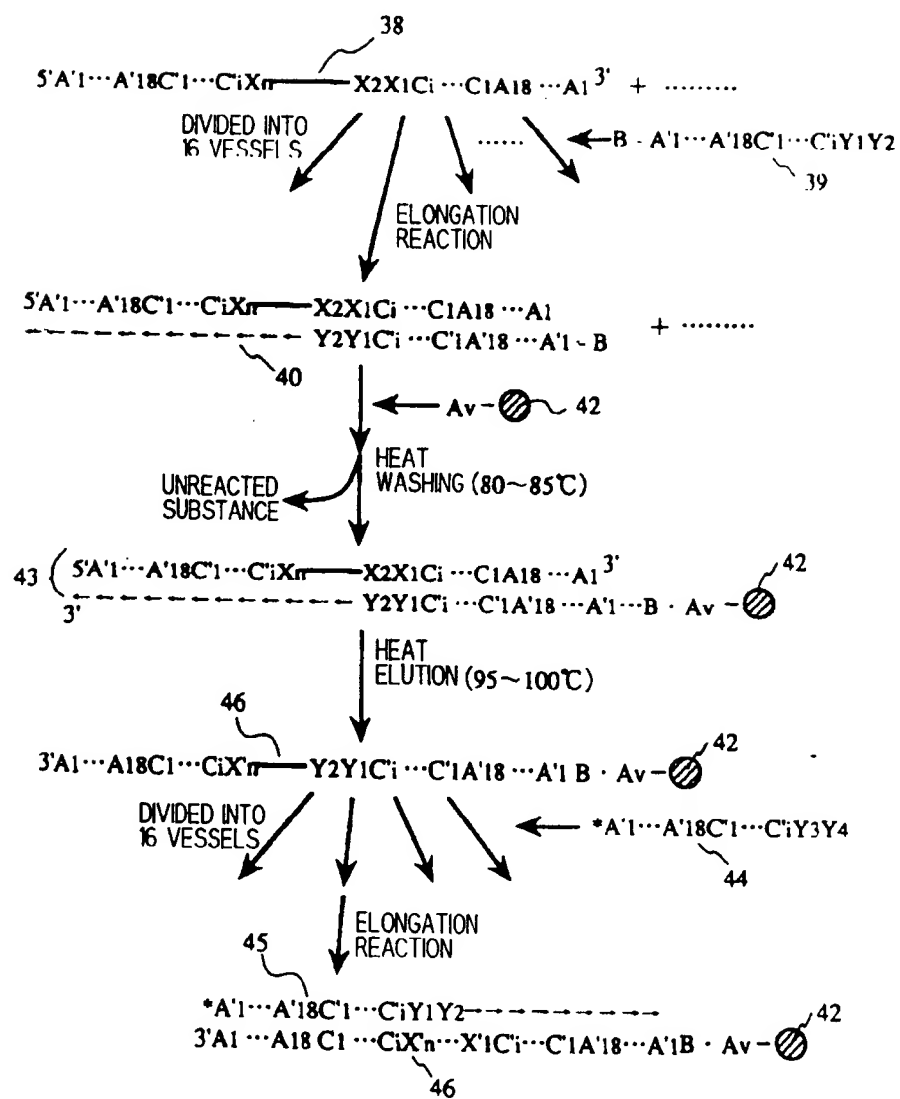 38
5'A'1···A'18C'1···C'iXn X2X1Ci ···C1A18 ···A1 3' + ·········
DIVIDED INTO
16 VESSELS
······
B - A'1···A'18C'1···C'iY1Y2
39
ELONGATION
REACTION
5'A'1···A'18C'1···C'iXn X2X1Ci ···C1A18 ···A1
Y2Y1C'i ···C'1A'18 ···A'1 - B
+ ·········
40
Av 42
HEAT
WASHING (80~85℃)
UNREACTED
SUBSTANCE
43 5'A'1···A'18C'1···C'iXn X2X1Ci ···C1A18 ···A1 3'
42
3' Y2Y1C'i ···C'1A'18 ···A'1···B · Av
HEAT
ELUTION (95~100℃)
46
42
3'A1···A18C1···CiX'n Y2Y1C'i ···C'1A'18 ···A'1 B · Av
DIVIDED INTO
16 VESSELS
*A'1···A'18C'1···C'iY3Y4
44
ELONGATION
REACTION
45
*A'1···A'18C'1···C'iY1Y2
42
3'A1 ···A18 C1 ···CiX'n···X'1C'i···C'1A'18···A'1B · Av
46